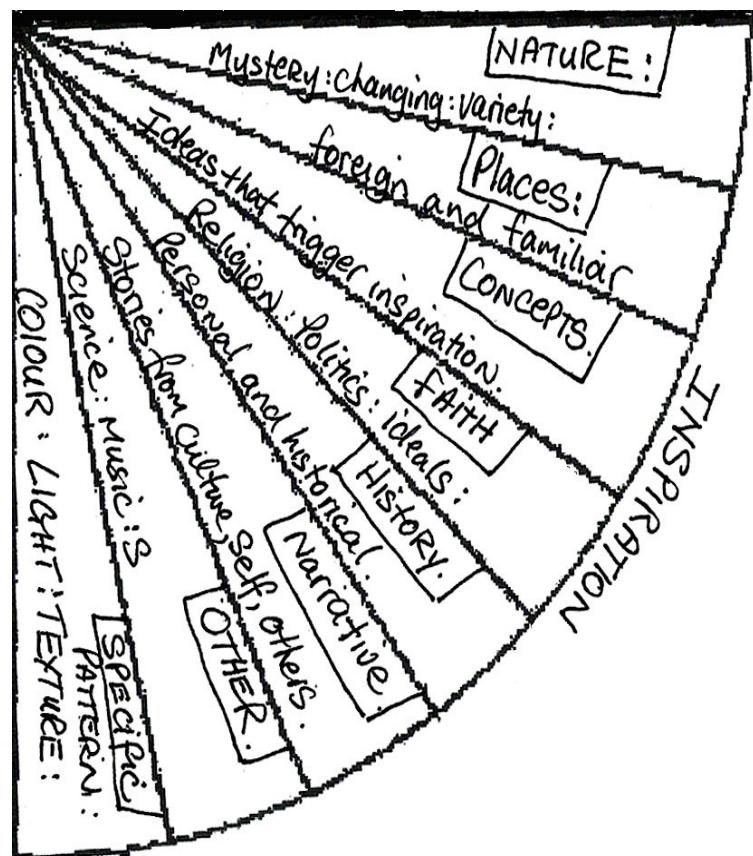 NATURE:
Mystery: changing: variety:
Places:
foreign and familiar
CONCEPTS.
Ideas that trigger inspiration.
FAITH
Religion: Politics: ideals:
HISTORY.
Personal and historical.
Narrative.
Stories from culture, Self, others.
OTHER.
Science: Music: S
SPECIFIC
PATTERN:
COLOUR: LIGHT: TEXTURE:
INSPIRATION